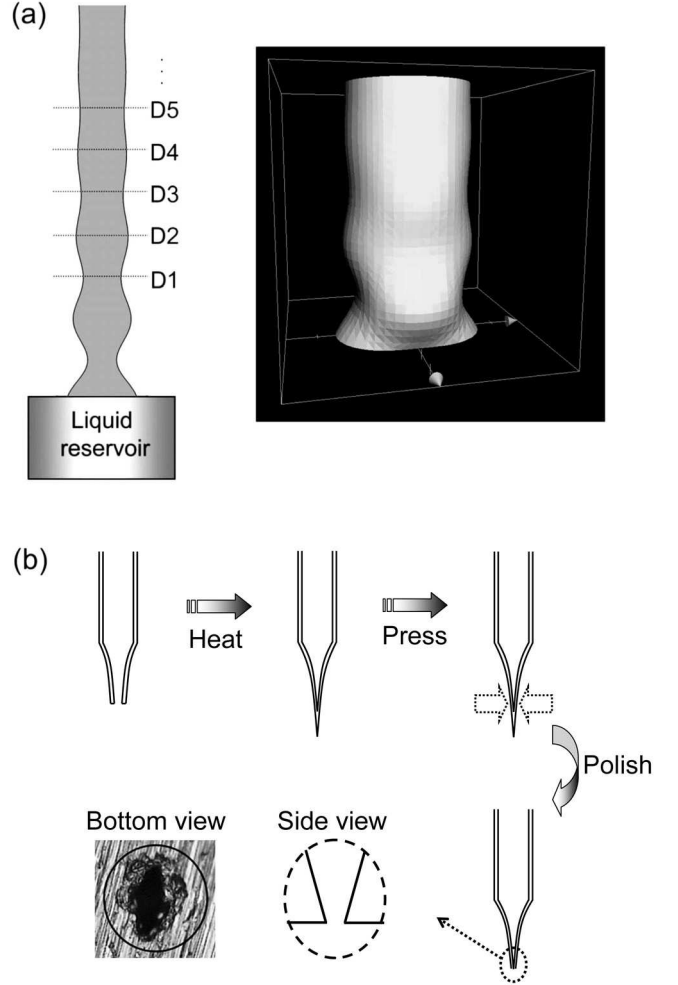 (a)
D5
D4
D3
D2
D1
Liquid
reservoir
(b)
Heat
Press
Polish
Bottom view
Side view